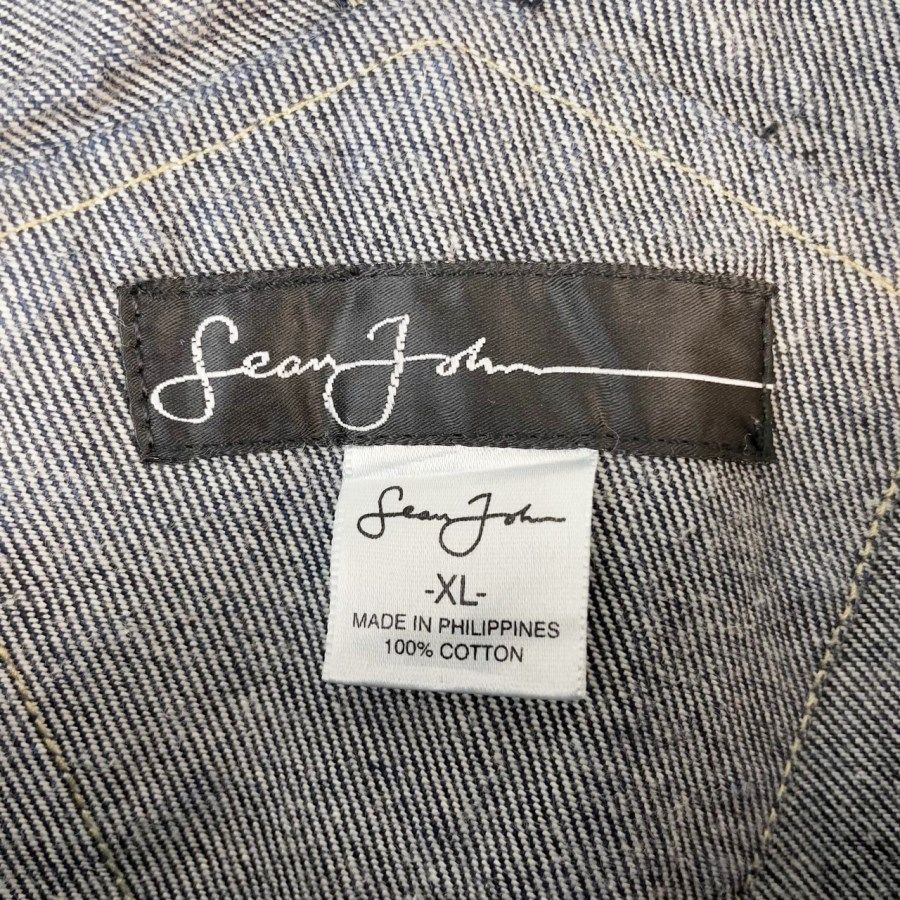 Sean John
Sean John
-XL-
MADE IN PHILIPPINES
100% COTTON